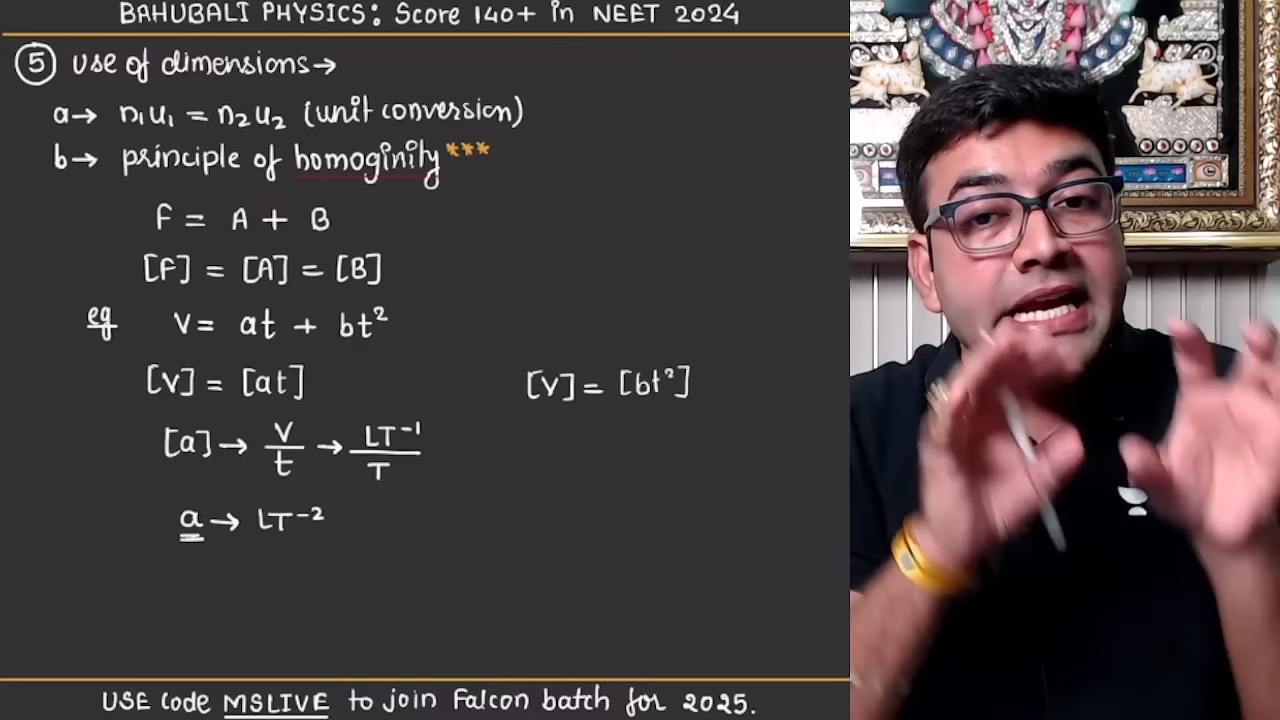 BAHUBALI PHYSICS: Score 140+ in NEET 2024
5 use of dimensions→
a→ n₁u₁ = n₂u₂ (unit conversion)
b→ principle of homoginity ***
F = A + B
[F] = [A] = [B]
eg V = at + bt²
[V] = [at] [V] = [bt²]
[a] → V/t → LT⁻¹/T
a → LT⁻²
USE Code MSLIVE to join Falcon batch for 2025.